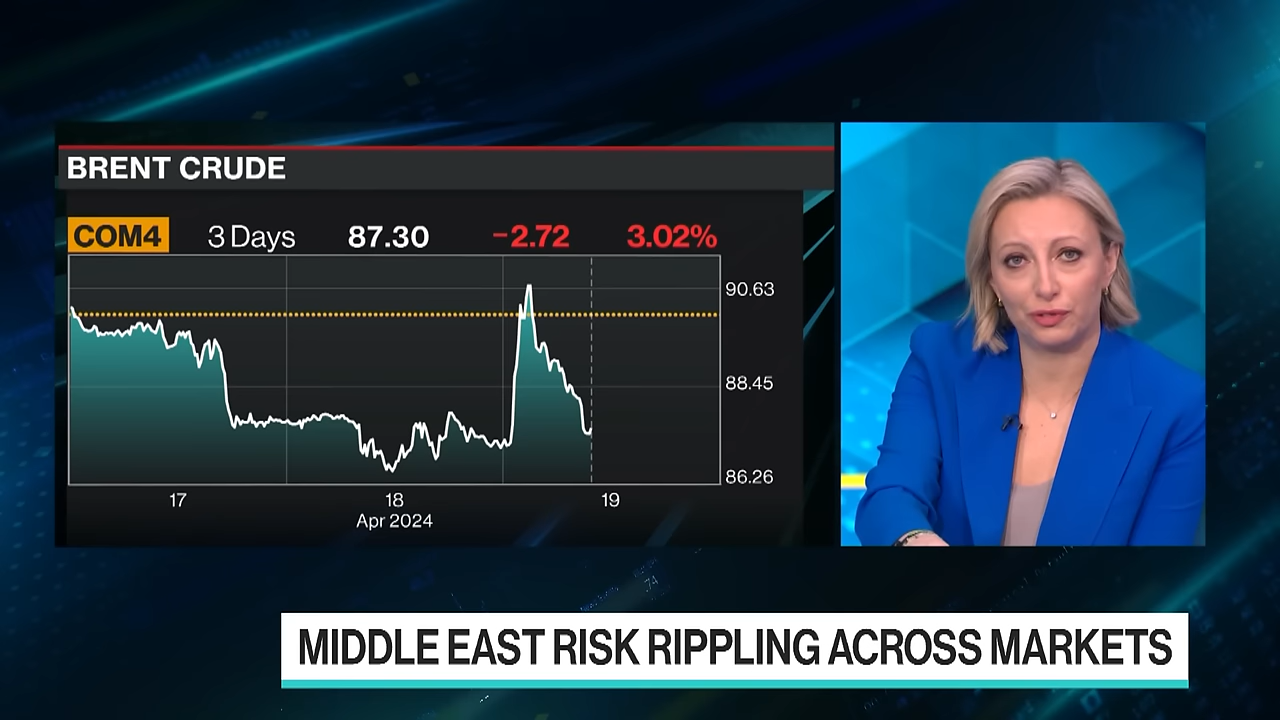 BRENT CRUDE
COM4 3 Days 87.30 -2.72 3.02%
90.63
88.45
86.26
17 18 19
Apr 2024
74
MIDDLE EAST RISK RIPPLING ACROSS MARKETS